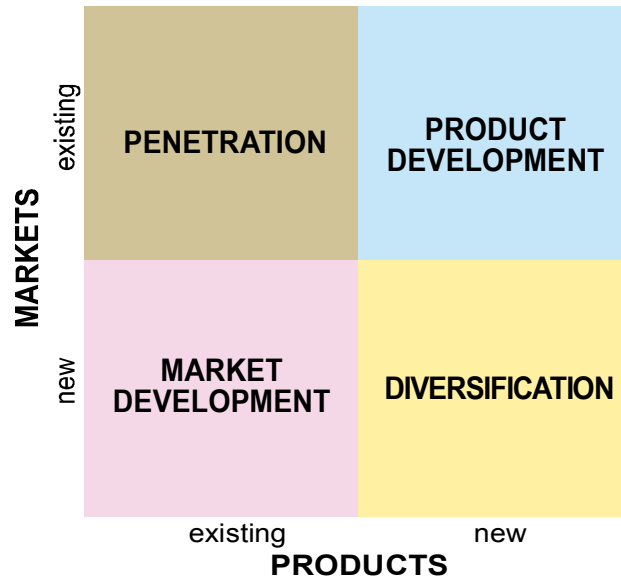 MARKETS
existing
new
PENETRATION
PRODUCT
DEVELOPMENT
MARKET
DEVELOPMENT
DIVERSIFICATION
existing
new
PRODUCTS